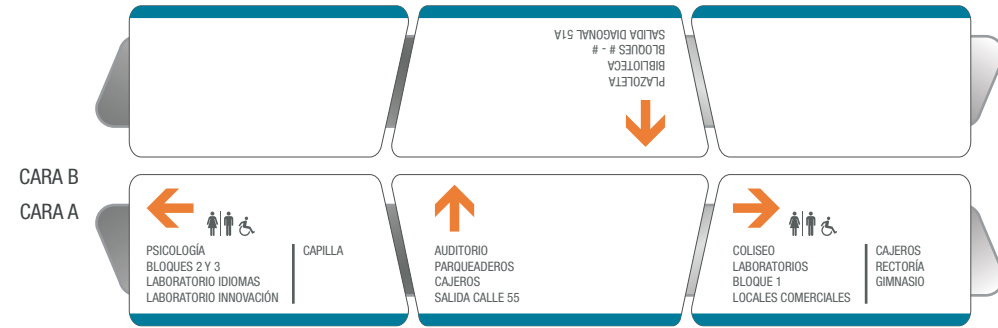 SALIDA DIAGONAL 51A
BLOQUES # - #
BIBLIOTECA
PLAZOLETA
CARA B
CARA A
PSICOLOGÍA
BLOQUES 2 Y 3
LABORATORIO IDIOMAS
LABORATORIO INNOVACIÓN
CAPILLA
AUDITORIO
PARQUEADEROS
CAJEROS
SALIDA CALLE 55
COLISEO
LABORATORIOS
BLOQUE 1
LOCALES COMERCIALES
CAJEROS
RECTORÍA
GIMNASIO